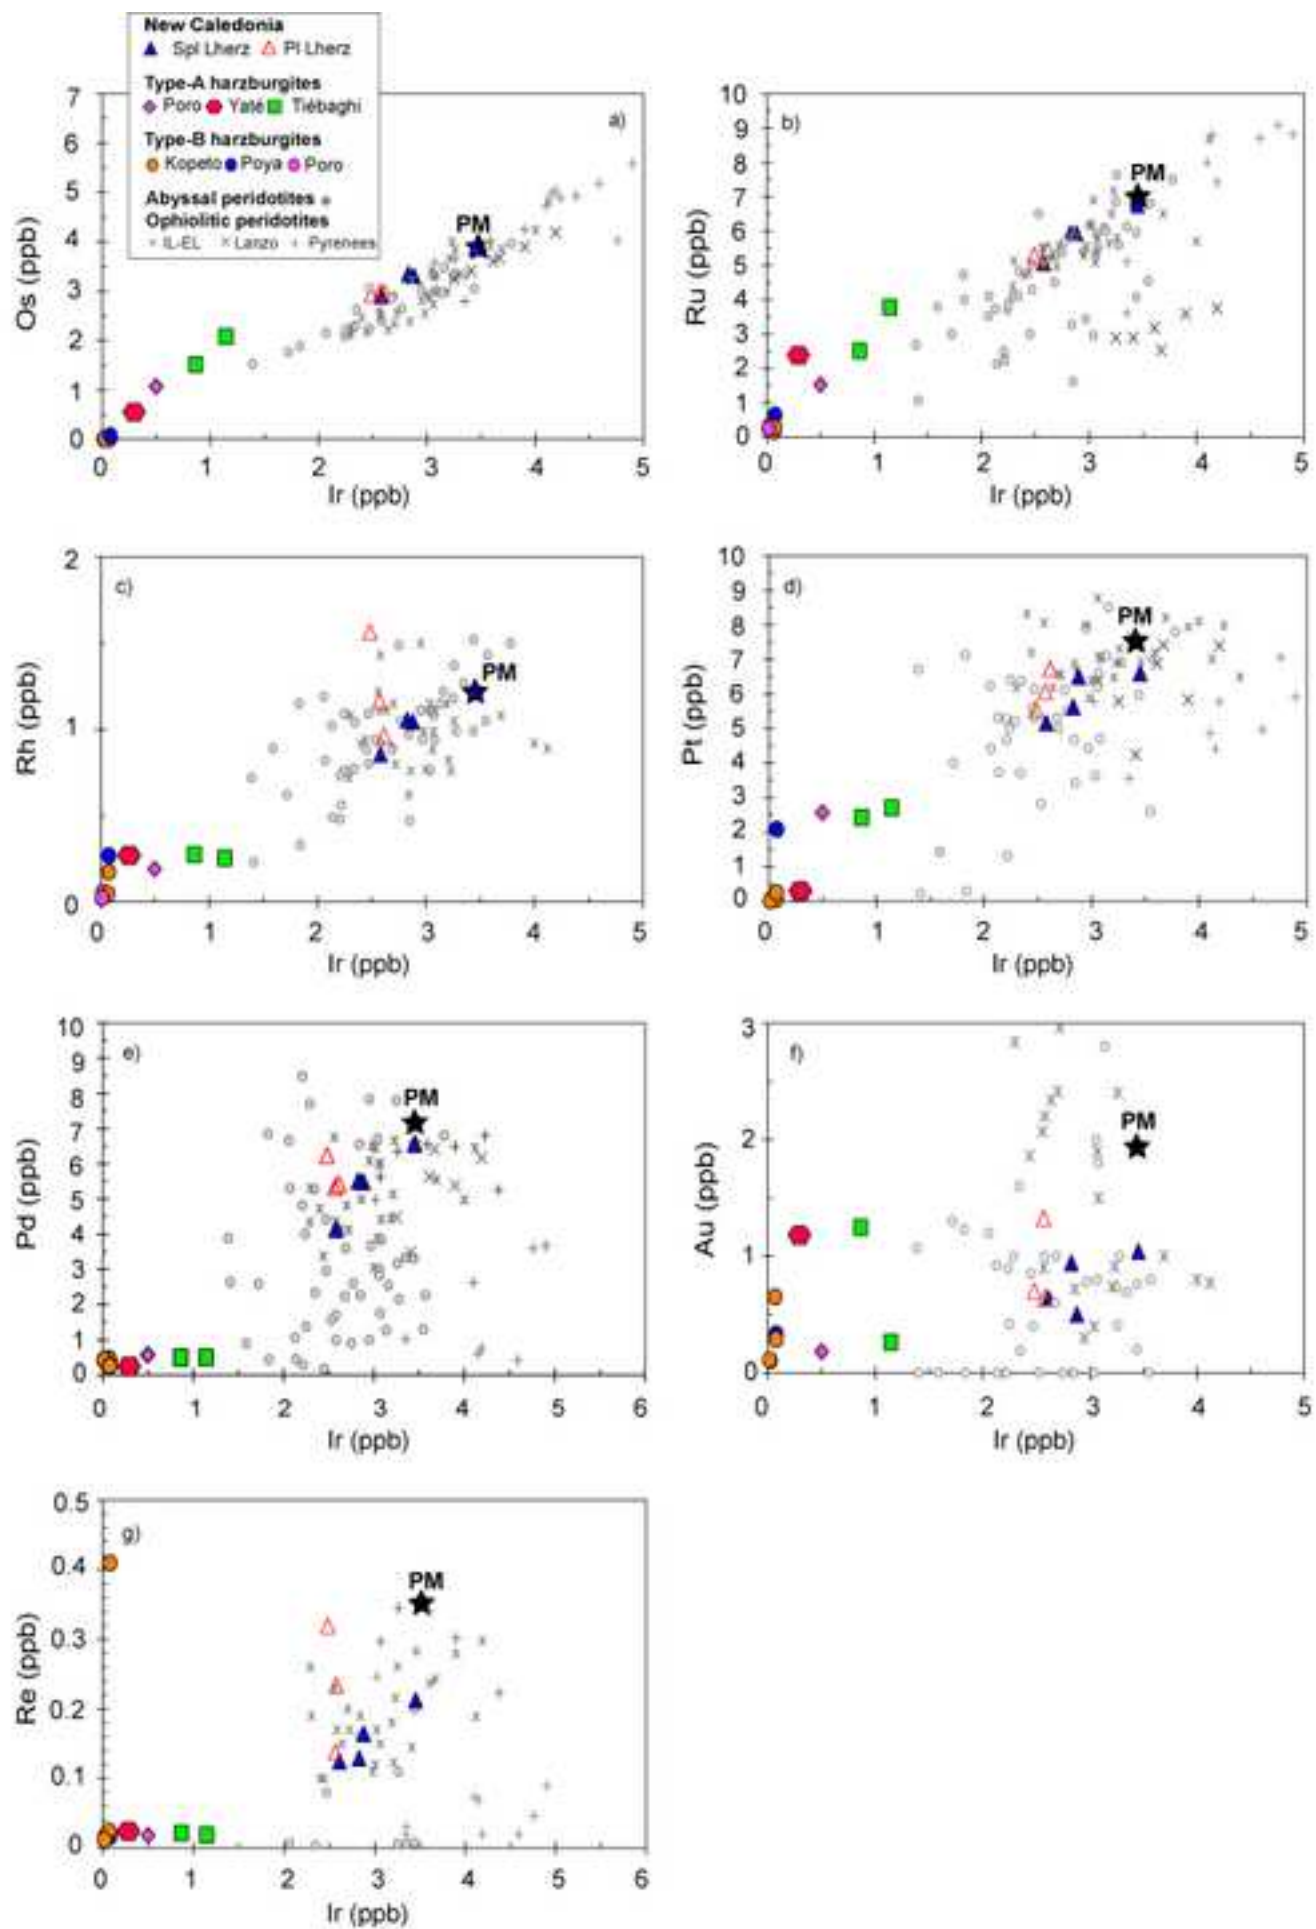 New Caledonia
Spl Lherz Pl Lherz
Type-A harzburgites
Poro Yaté Tiébaghi
Type-B harzburgites
Kopeto Poya Poro
Abyssal peridotites
Ophiolitic peridotites
IL-EL Lanzo Pyrenees
a)
PM
Os (ppb)
7
6
5
4
3
2
1
0
0 1 2 3 4 5
Ir (ppb)
b)
PM
Ru (ppb)
10
9
8
7
6
5
4
3
2
1
0
0 1 2 3 4 5
Ir (ppb)
c)
PM
Rh (ppb)
2
1
0
0 1 2 3 4 5
Ir (ppb)
d)
PM
Pt (ppb)
10
9
8
7
6
5
4
3
2
1
0
0 1 2 3 4 5
Ir (ppb)
e)
PM
Pd (ppb)
10
9
8
7
6
5
4
3
2
1
0
0 1 2 3 4 5 6
Ir (ppb)
f)
PM
Au (ppb)
3
2
1
0
0 1 2 3 4 5
Ir (ppb)
g)
PM
Re (ppb)
0.5
0.4
0.3
0.2
0.1
0
0 1 2 3 4 5 6
Ir (ppb)